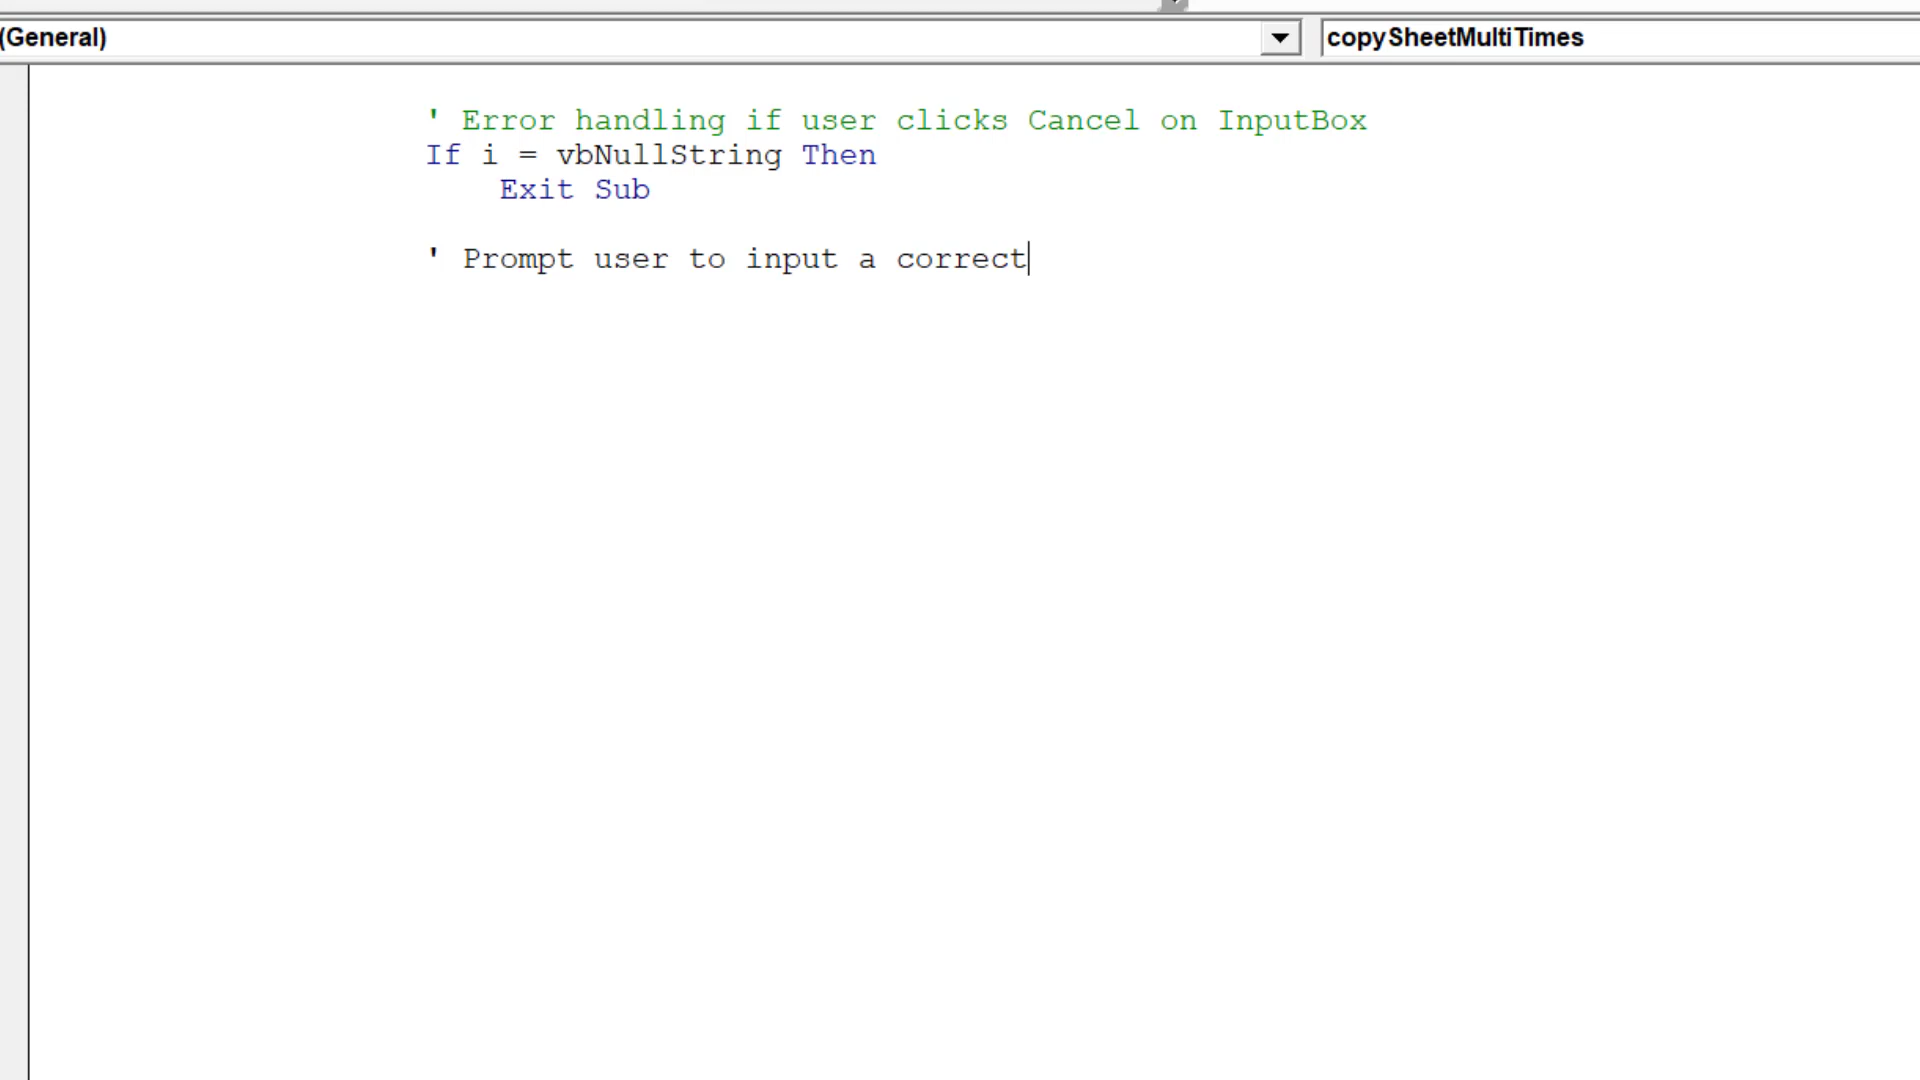 (General)
copySheetMultiTimes
' Error handling if user clicks Cancel on InputBox
If i = vbNullString Then
Exit Sub
' Prompt user to input a correct